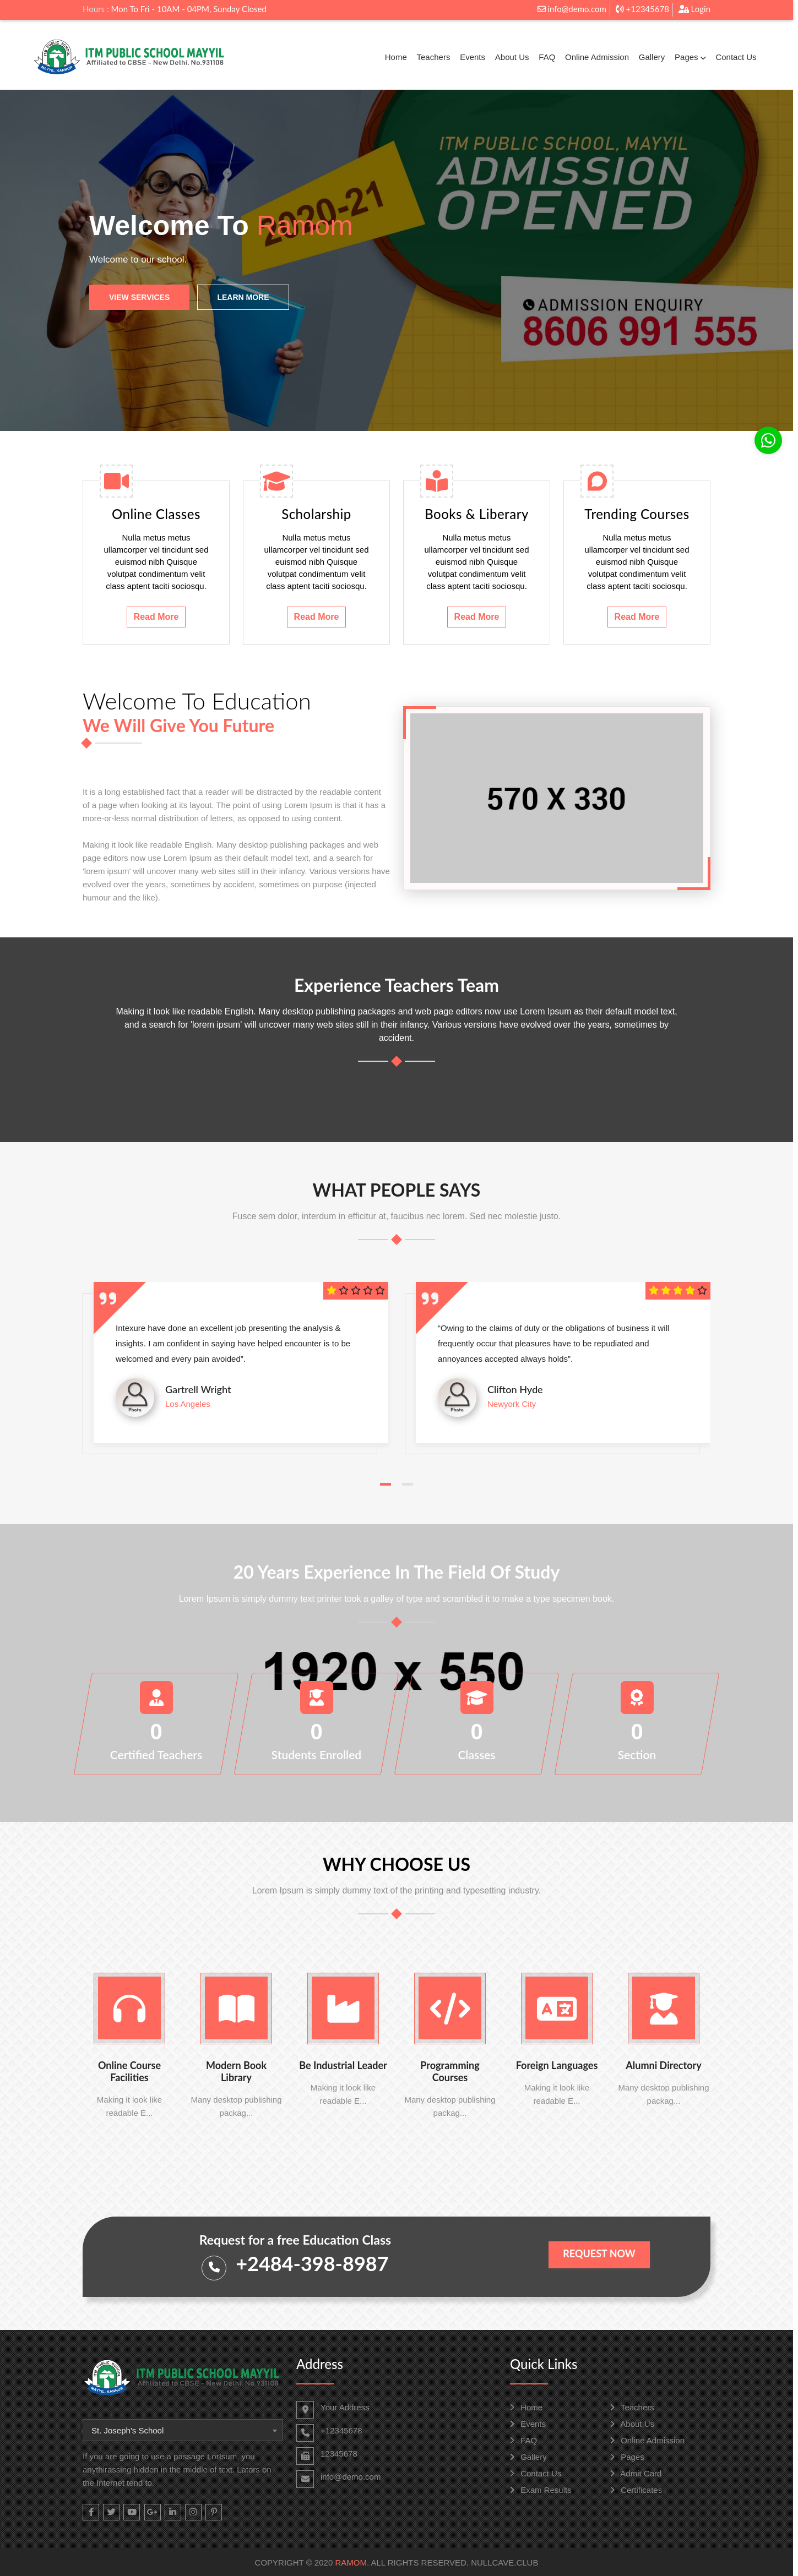 Hours : Mon To Fri - 10AM - 04PM, Sunday Closed
info@demo.com
+12345678
Login
ITM PUBLIC SCHOOL MAYYIL
Affiliated to CBSE - New Delhi. No.931108
MAYYIL, KANNUR
Home Teachers Events About Us FAQ Online Admission Gallery Pages Contact Us
ITM PUBLIC SCHOOL, MAYYIL
ADMISSION
OPENED
2020-21
Welcome To Ramom
Welcome to our school.
VIEW SERVICES
LEARN MORE
ADMISSION ENQUIRY
8606 991 555
Online Classes
Nulla metus metus
ullamcorper vel tincidunt sed
euismod nibh Quisque
volutpat condimentum velit
class aptent taciti sociosqu.
Read More
Scholarship
Nulla metus metus
ullamcorper vel tincidunt sed
euismod nibh Quisque
volutpat condimentum velit
class aptent taciti sociosqu.
Read More
Books & Liberary
Nulla metus metus
ullamcorper vel tincidunt sed
euismod nibh Quisque
volutpat condimentum velit
class aptent taciti sociosqu.
Read More
Trending Courses
Nulla metus metus
ullamcorper vel tincidunt sed
euismod nibh Quisque
volutpat condimentum velit
class aptent taciti sociosqu.
Read More
Welcome To Education
We Will Give You Future
It is a long established fact that a reader will be distracted by the readable content
of a page when looking at its layout. The point of using Lorem Ipsum is that it has a
more-or-less normal distribution of letters, as opposed to using content.
Making it look like readable English. Many desktop publishing packages and web
page editors now use Lorem Ipsum as their default model text, and a search for
'lorem ipsum' will uncover many web sites still in their infancy. Various versions have
evolved over the years, sometimes by accident, sometimes on purpose (injected
humour and the like).
570 X 330
Experience Teachers Team
Making it look like readable English. Many desktop publishing packages and web page editors now use Lorem Ipsum as their default model text,
and a search for 'lorem ipsum' will uncover many web sites still in their infancy. Various versions have evolved over the years, sometimes by
accident.
WHAT PEOPLE SAYS
Fusce sem dolor, interdum in efficitur at, faucibus nec lorem. Sed nec molestie justo.
Intexure have done an excellent job presenting the analysis &
insights. I am confident in saying have helped encounter is to be
welcomed and every pain avoided”.
Photo
Gartrell Wright
Los Angeles
“Owing to the claims of duty or the obligations of business it will
frequently occur that pleasures have to be repudiated and
annoyances accepted always holds”.
Photo
Clifton Hyde
Newyork City
20 Years Experience In The Field Of Study
Lorem Ipsum is simply dummy text printer took a galley of type and scrambled it to make a type specimen book.
1920 x 550
0
Certified Teachers
0
Students Enrolled
0
Classes
0
Section
WHY CHOOSE US
Lorem Ipsum is simply dummy text of the printing and typesetting industry.
Online Course
Facilities
Making it look like
readable E...
Modern Book
Library
Many desktop publishing
packag...
Be Industrial Leader
Making it look like
readable E...
Programming
Courses
Many desktop publishing
packag...
Foreign Languages
Making it look like
readable E...
Alumni Directory
Many desktop publishing
packag...
Request for a free Education Class
+2484-398-8987
REQUEST NOW
ITM PUBLIC SCHOOL MAYYIL
Affiliated to CBSE - New Delhi. No.931108
MAYYIL, KANNUR
St. Joseph's School
If you are going to use a passage LorIsum, you
anythirassing hidden in the middle of text. Lators on
the Internet tend to.
Address
Your Address
+12345678
12345678
info@demo.com
Quick Links
Home
Teachers
Events
About Us
FAQ
Online Admission
Gallery
Pages
Contact Us
Admit Card
Exam Results
Certificates
COPYRIGHT © 2020 RAMOM. ALL RIGHTS RESERVED. NULLCAVE.CLUB